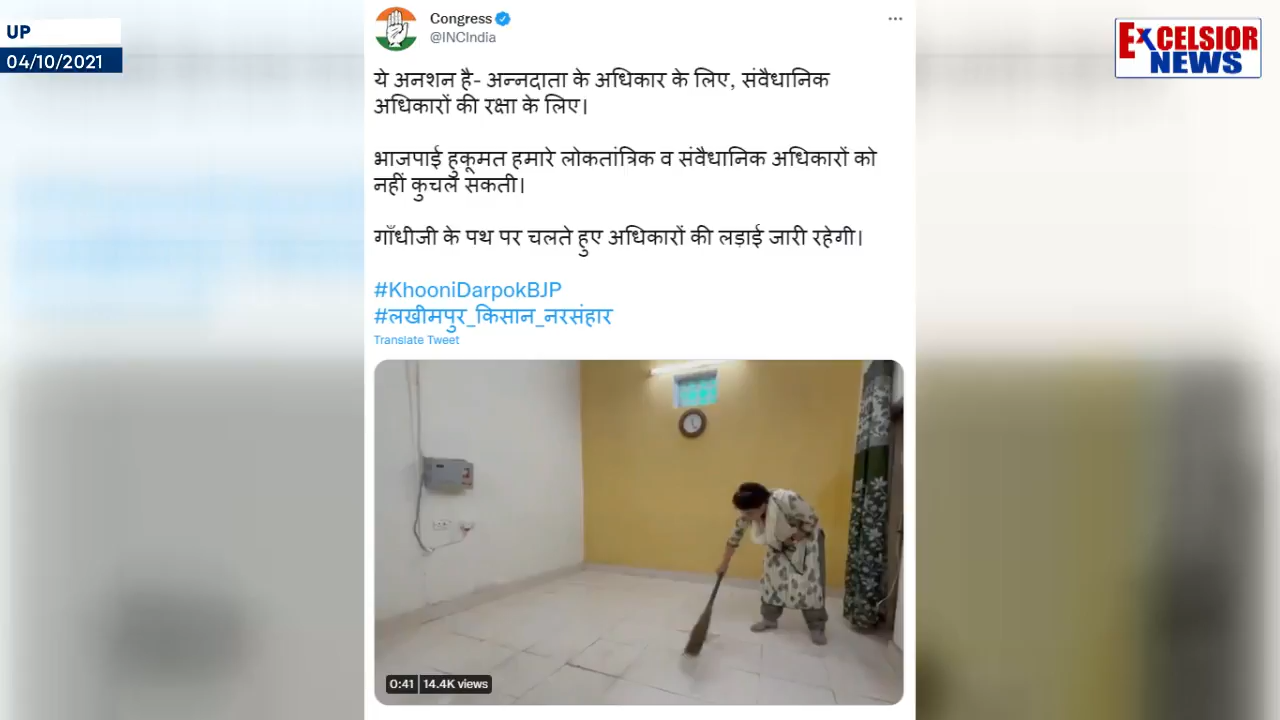 UP
04/10/2021
EXCELSIOR
NEWS
Congress
@INCIndia
ये अनशन है- अन्नदाता के अधिकार के लिए, संवैधानिक
अधिकारों की रक्षा के लिए।
भाजपाई हुकूमत हमारे लोकतांत्रिक व संवैधानिक अधिकारों को
नहीं कुचल सकती।
गाँधीजी के पथ पर चलते हुए अधिकारों की लड़ाई जारी रहेगी।
#KhooniDarpokBJP
#लखीमपुर_किसान_नरसंहार
Translate Tweet
0:41
14.4K views